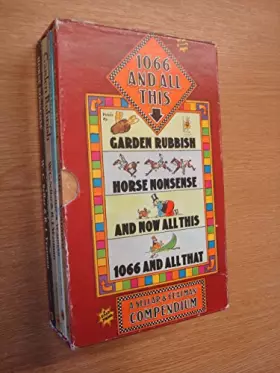 1066
AND ALL
THIS
GARDEN RUBBISH
HORSE NONSENSE
AND NOW ALL THIS
1066 AND ALL THAT
A SELLAR & YEATMAN
COMPENDIUM